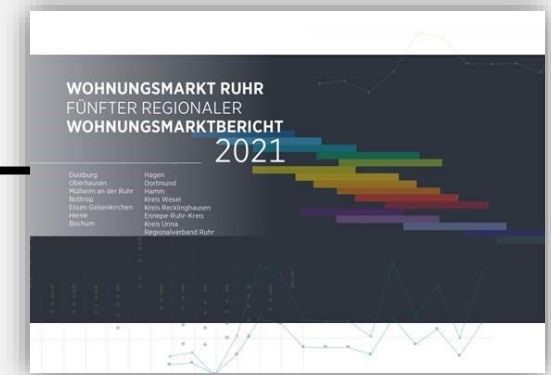 WOHNUNGSMARKT RUHR
FÜNFTER REGIONALER
WOHNUNGSMARKTBERICHT
2021
Duisburg
Oberhausen
Mülheim an der Ruhr
Bottrop
Essen Gelsenkirchen
Herne
Bochum
Hagen
Dortmund
Hamm
Kreis Wesel
Kreis Recklinghausen
Ennepe-Ruhr-Kreis
Kreis Unna
Regionalverband Ruhr